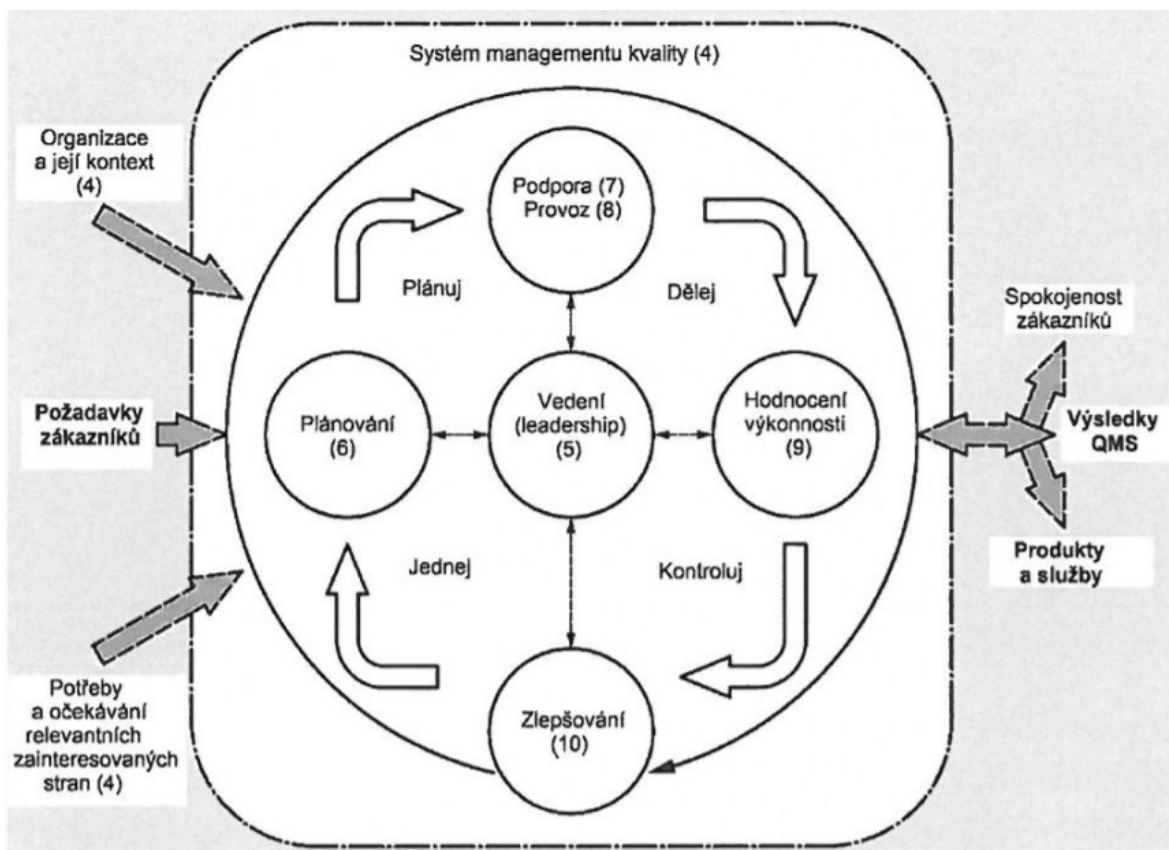 Systém managementu kvality (4)
Organizace
a její kontext
(4)
Podpora (7)
Provoz (8)
Plánuj
Dělej
Spokojenost
zákazníků
Požadavky
zákazníků
Plánování
(6)
Vedení
(leadership)
(5)
Hodnocení
výkonnosti
(9)
Výsledky
QMS
Jednej
Kontroluj
Produkty
a služby
Potřeby
a očekávání
relevantních
zainteresovaných
stran (4)
Zlepšování
(10)